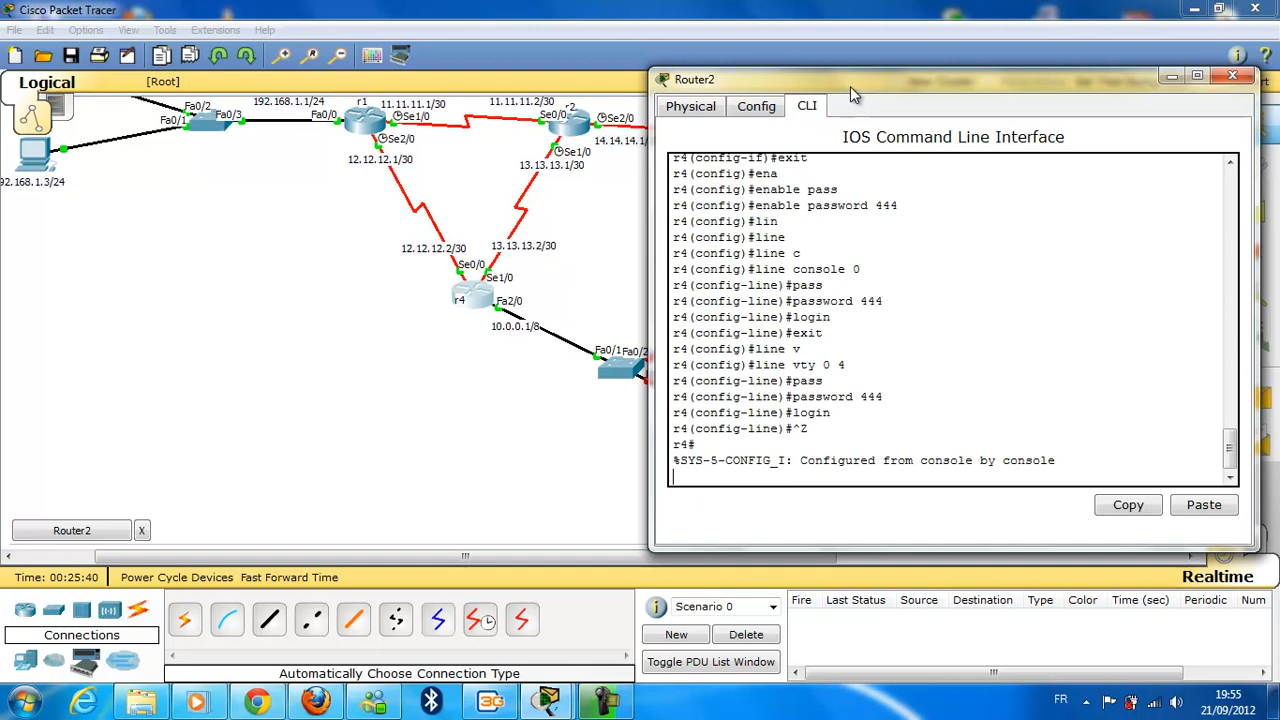 Cisco Packet Tracer
File Edit Options View Tools Extensions Help
Logical
[Root]
Fa0/2
Fa0/1
Fa0/3
192.168.1.1/24
Fa0/0
r1
11.11.11.1/30
Se1/0
11.11.11.2/30
Se0/0
r2
Se2/0
14.14.14.1/
Se2/0
12.12.12.1/30
Se1/0
13.13.13.1/30
92.168.1.3/24
12.12.12.2/30
13.13.13.2/30
Se0/0
Se1/0
r4
Fa2/0
10.0.0.1/8
Fa0/1
Fa0/2
Router2
Physical Config CLI
IOS Command Line Interface
r4(config-if)#exit
r4(config)#ena
r4(config)#enable pass
r4(config)#enable password 444
r4(config)#lin
r4(config)#line
r4(config)#line c
r4(config)#line console 0
r4(config-line)#pass
r4(config-line)#password 444
r4(config-line)#login
r4(config-line)#exit
r4(config)#line v
r4(config)#line vty 0 4
r4(config-line)#pass
r4(config-line)#password 444
r4(config-line)#login
r4(config-line)#^Z
r4#
%SYS-5-CONFIG_I: Configured from console by console
Copy Paste
Router2 X
Time: 00:25:40 Power Cycle Devices Fast Forward Time
Realtime
Connections
Automatically Choose Connection Type
Scenario 0
New Delete
Toggle PDU List Window
Fire Last Status Source Destination Type Color Time (sec) Periodic Num
3G
FR
19:55
21/09/2012